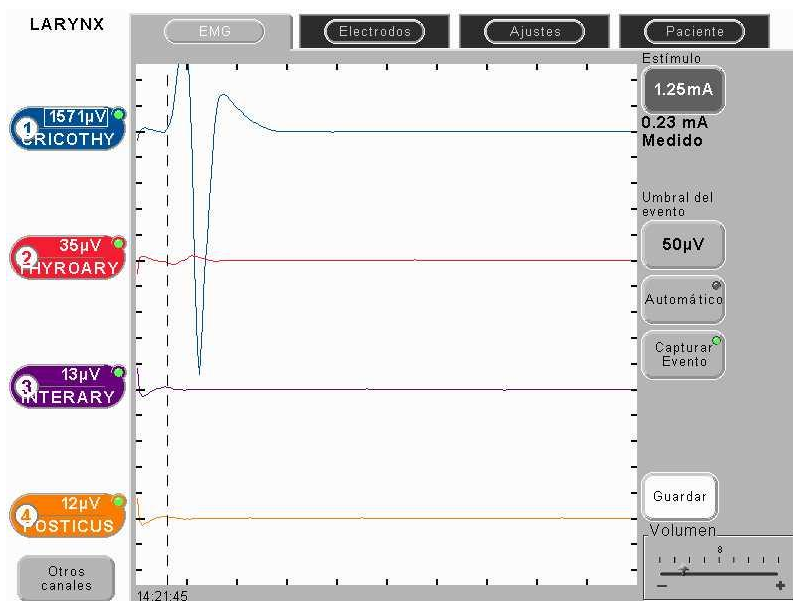 LARYNX
EMG
Electrodos
Ajustes
Paciente
1571µV
1
CRICOTHY
35µV
2
THYROARY
13µV
3
INTERARY
12µV
4
POSTICUS
Otros
canales
14:21:45
Estímulo
1.25mA
0.23 mA
Medido
Umbral del
evento
50µV
Automático
Capturar
Evento
Guardar
Volumen
8
− +